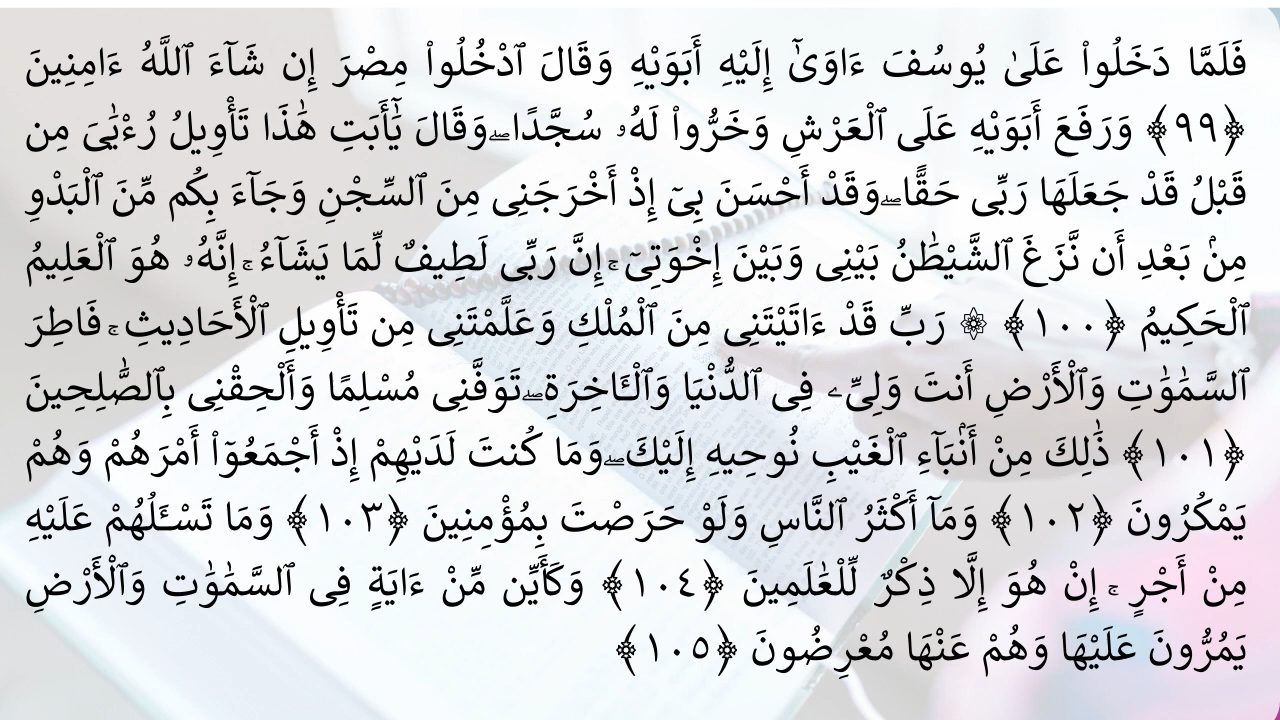 فَلَمَّا دَخَلُوا۟ عَلَىٰ يُوسُفَ ءَاوَىٰٓ إِلَيْهِ أَبَوَيْهِ وَقَالَ ٱدْخُلُوا۟ مِصْرَ إِن شَآءَ ٱللَّهُ ءَامِنِينَ
﴿٩٩﴾ وَرَفَعَ أَبَوَيْهِ عَلَى ٱلْعَرْشِ وَخَرُّوا۟ لَهُۥ سُجَّدًا ۖ وَقَالَ يَٰٓأَبَتِ هَٰذَا تَأْوِيلُ رُءْيَٰىَ مِن
قَبْلُ قَدْ جَعَلَهَا رَبِّى حَقًّا ۖ وَقَدْ أَحْسَنَ بِىٓ إِذْ أَخْرَجَنِى مِنَ ٱلسِّجْنِ وَجَآءَ بِكُم مِّنَ ٱلْبَدْوِ
مِنۢ بَعْدِ أَن نَّزَغَ ٱلشَّيْطَٰنُ بَيْنِى وَبَيْنَ إِخْوَتِىٓ ۚ إِنَّ رَبِّى لَطِيفٌ لِّمَا يَشَآءُ ۚ إِنَّهُۥ هُوَ ٱلْعَلِيمُ
ٱلْحَكِيمُ ﴿١٠٠﴾ ۞ رَبِّ قَدْ ءَاتَيْتَنِى مِنَ ٱلْمُلْكِ وَعَلَّمْتَنِى مِن تَأْوِيلِ ٱلْأَحَادِيثِ ۚ فَاطِرَ
ٱلسَّمَٰوَٰتِ وَٱلْأَرْضِ أَنتَ وَلِىِّۦ فِى ٱلدُّنْيَا وَٱلْـَٔاخِرَةِ ۖ تَوَفَّنِى مُسْلِمًا وَأَلْحِقْنِى بِٱلصَّٰلِحِينَ
﴿١٠١﴾ ذَٰلِكَ مِنْ أَنۢبَآءِ ٱلْغَيْبِ نُوحِيهِ إِلَيْكَ ۖ وَمَا كُنتَ لَدَيْهِمْ إِذْ أَجْمَعُوٓا۟ أَمْرَهُمْ وَهُمْ
يَمْكُرُونَ ﴿١٠٢﴾ وَمَآ أَكْثَرُ ٱلنَّاسِ وَلَوْ حَرَصْتَ بِمُؤْمِنِينَ ﴿١٠٣﴾ وَمَا تَسْـَٔلُهُمْ عَلَيْهِ
مِنْ أَجْرٍ ۚ إِنْ هُوَ إِلَّا ذِكْرٌ لِّلْعَٰلَمِينَ ﴿١٠٤﴾ وَكَأَيِّن مِّنْ ءَايَةٍ فِى ٱلسَّمَٰوَٰتِ وَٱلْأَرْضِ
يَمُرُّونَ عَلَيْهَا وَهُمْ عَنْهَا مُعْرِضُونَ ﴿١٠٥﴾